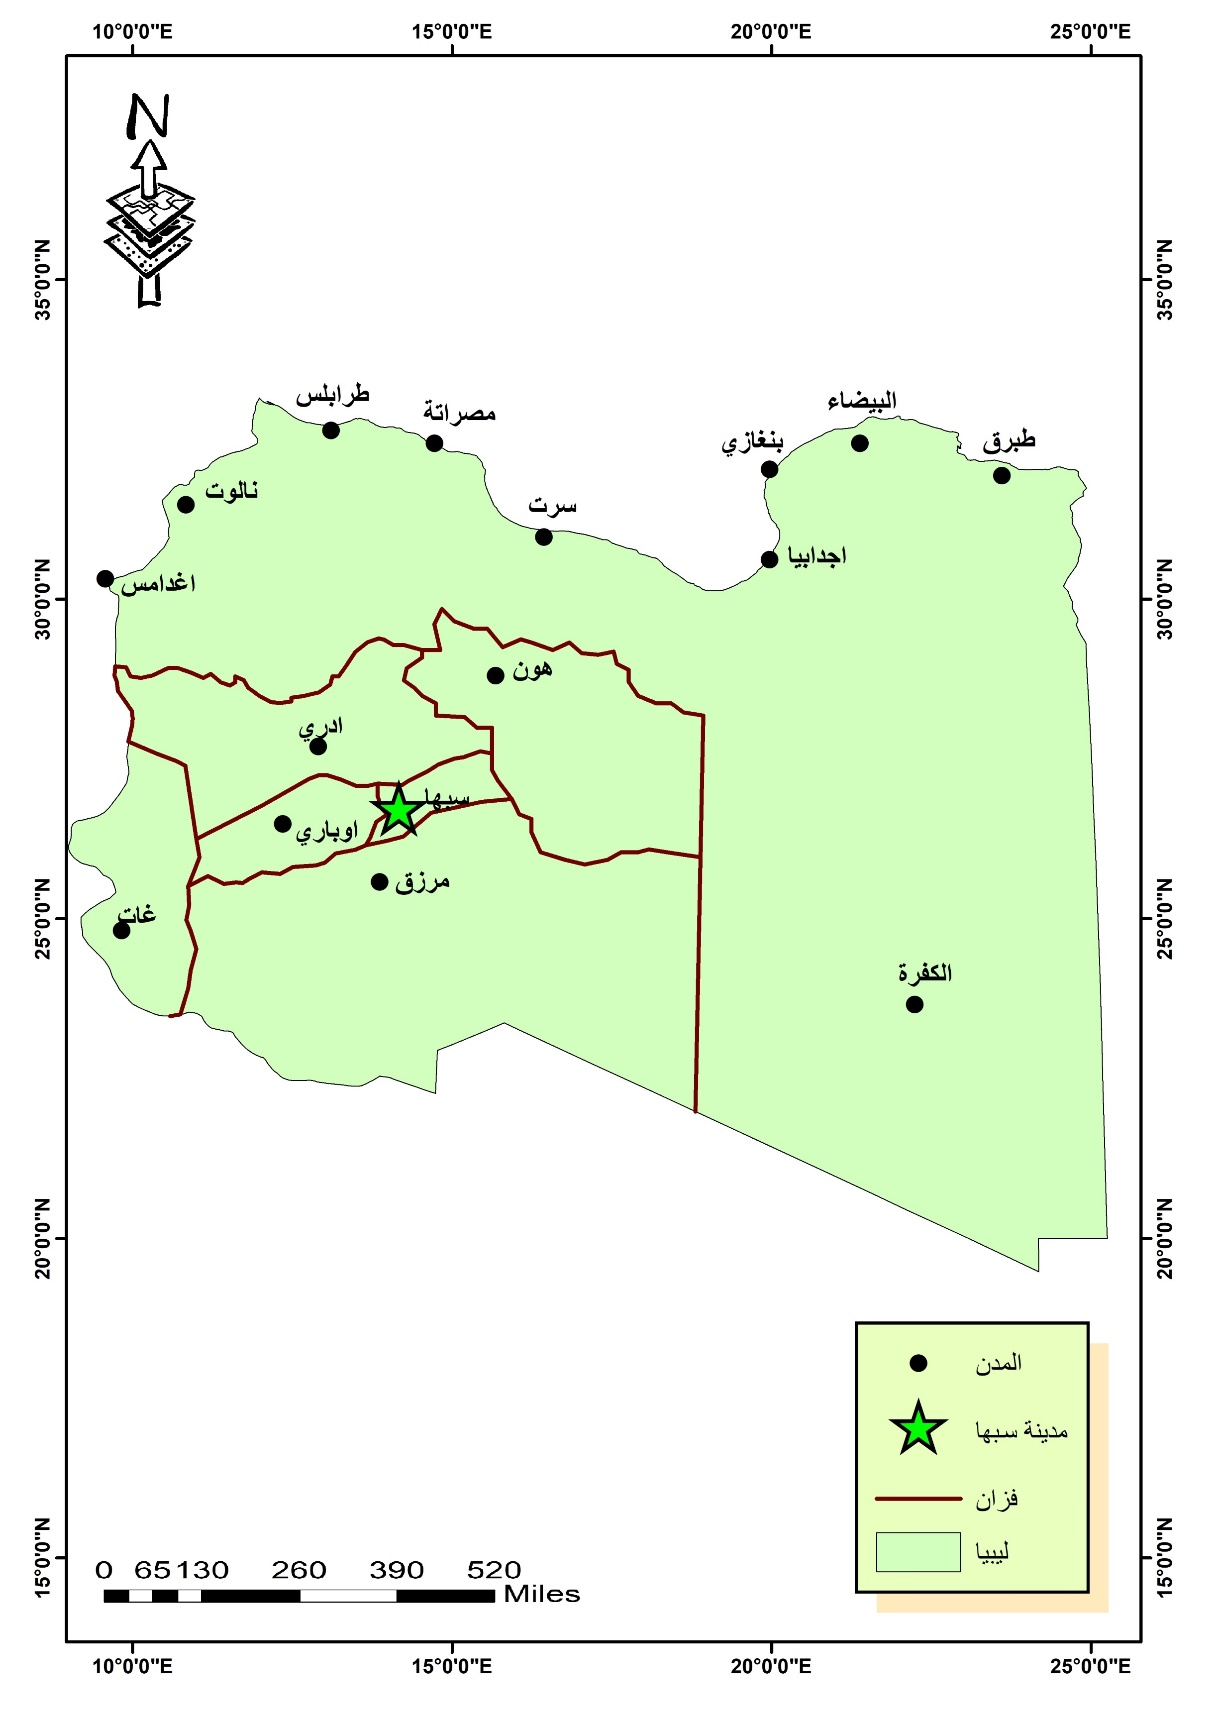 10°0'0"E 15°0'0"E 20°0'0"E 25°0'0"E
N
35°0'0"N
35°0'0"N
طرابلس
مصراتة
البيضاء
بنغازي
طبرق
نالوت
سرت
اجدابيا
اغدامس
30°0'0"N
30°0'0"N
هون
ادري
سبها
اوباري
مرزق
غات
25°0'0"N
25°0'0"N
الكفرة
20°0'0"N
20°0'0"N
المدن
مدينة سبها
فزان
ليبيا
15°0'0"N
15°0'0"N
0 65 130 260 390 520
Miles
10°0'0"E 15°0'0"E 20°0'0"E 25°0'0"E